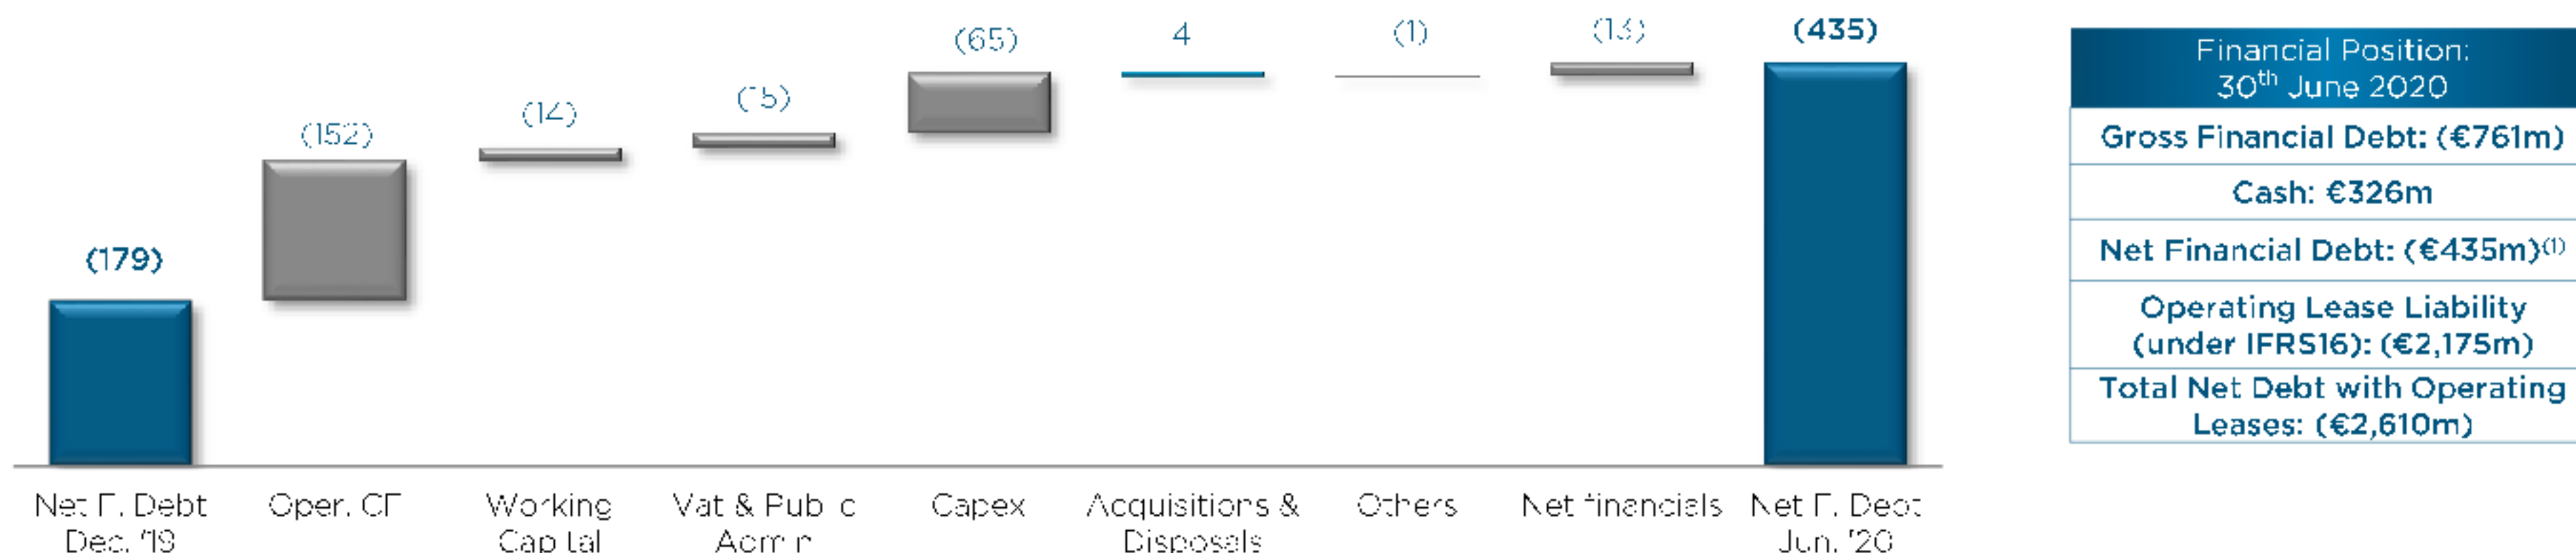 (179)
(152)
(14)
(15)
(65)
4
(1)
(13)
(435)
Net F. Debt
Dec. '19
Oper. CF
Working
Capital
Vat & Public
Admin
Capex
Acquisitions &
Disposals
Others
Net financials
Net F. Debt
Jun. '20
Financial Position:
30th June 2020
Gross Financial Debt: (€761m)
Cash: €326m
Net Financial Debt: (€435m)(1)
Operating Lease Liability
(under IFRS16): (€2,175m)
Total Net Debt with Operating
Leases: (€2,610m)